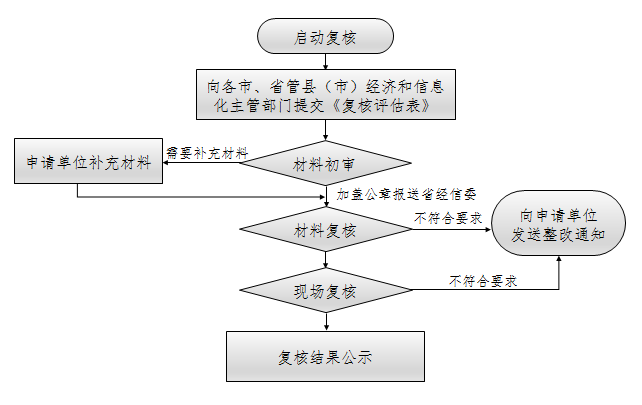 启动复核
向各市、省管县（市）经济和信息
化主管部门提交《复核评估表》
申请单位补充材料
需要补充材料
材料初审
加盖公章报送省经信委
材料复核
不符合要求
向申请单位
发送整改通知
现场复核
不符合要求
复核结果公示